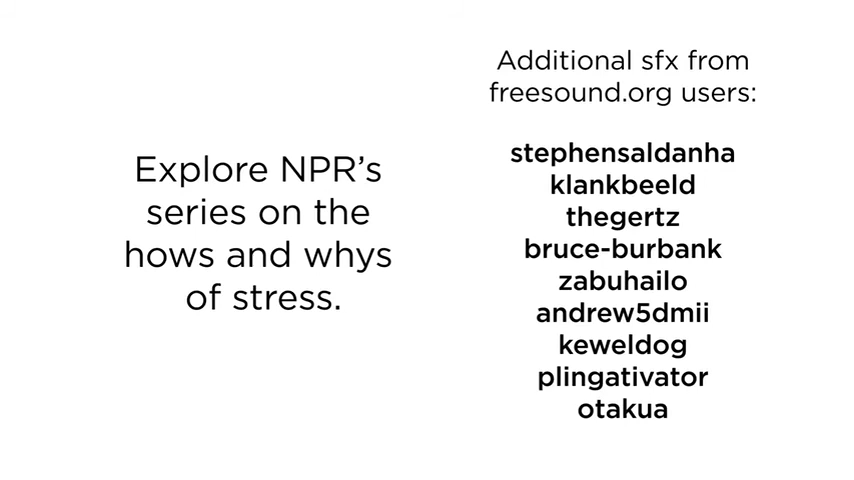 Explore NPR’s
series on the
hows and whys
of stress.
Additional sfx from
freesound.org users:
stephensaldanha
klankbeeld
thegertz
bruce-burbank
zabuhailo
andrew5dmii
keweldog
plingativator
otakua